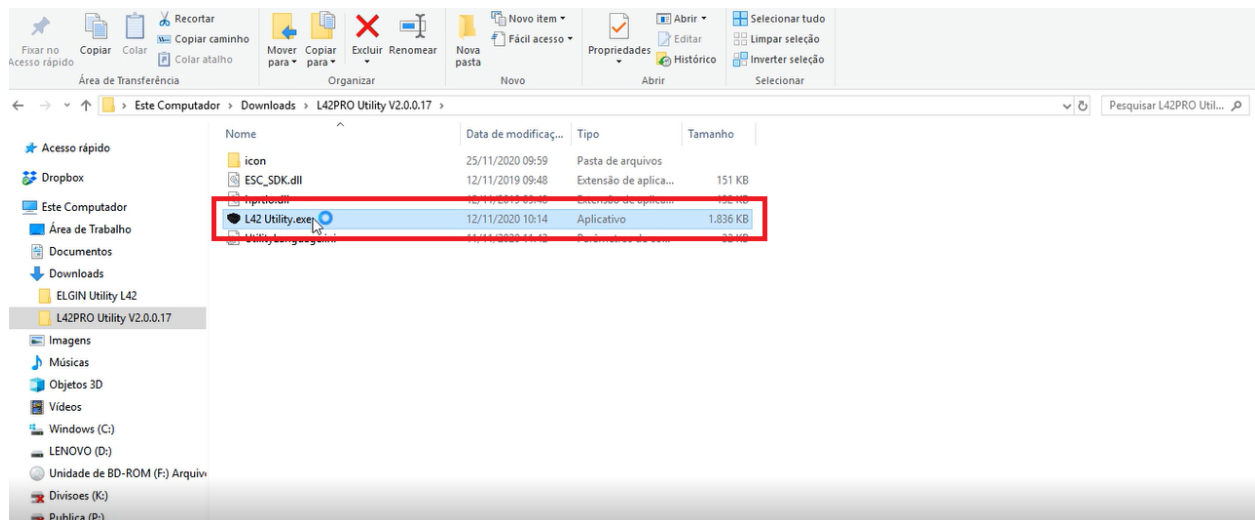 Recortar
Copiar caminho
Colar atalho
Fixar no
Acesso rápido
Copiar
Colar
Área de Transferência
Mover
para
Copiar
para
Excluir
Renomear
Organizar
Nova
pasta
Novo item
Fácil acesso
Novo
Propriedades
Abrir
Editar
Histórico
Abrir
Selecionar tudo
Limpar seleção
Inverter seleção
Selecionar
Este Computador > Downloads > L42PRO Utility V2.0.0.17 >
Pesquisar L42PRO Util...
Nome Data de modificaç... Tipo Tamanho
icon 25/11/2020 09:59 Pasta de arquivos
ESC_SDK.dll 12/11/2019 09:48 Extensão de aplica... 151 KB
L42 Utility.exe 12/11/2020 10:14 Aplicativo 1.836 KB
Acesso rápido
Dropbox
Este Computador
Área de Trabalho
Documentos
Downloads
ELGIN Utility L42
L42PRO Utility V2.0.0.17
Imagens
Músicas
Objetos 3D
Vídeos
Windows (C:)
LENOVO (D:)
Unidade de BD-ROM (F:) Arquiv
Divisoes (K:)
Publica (P:)